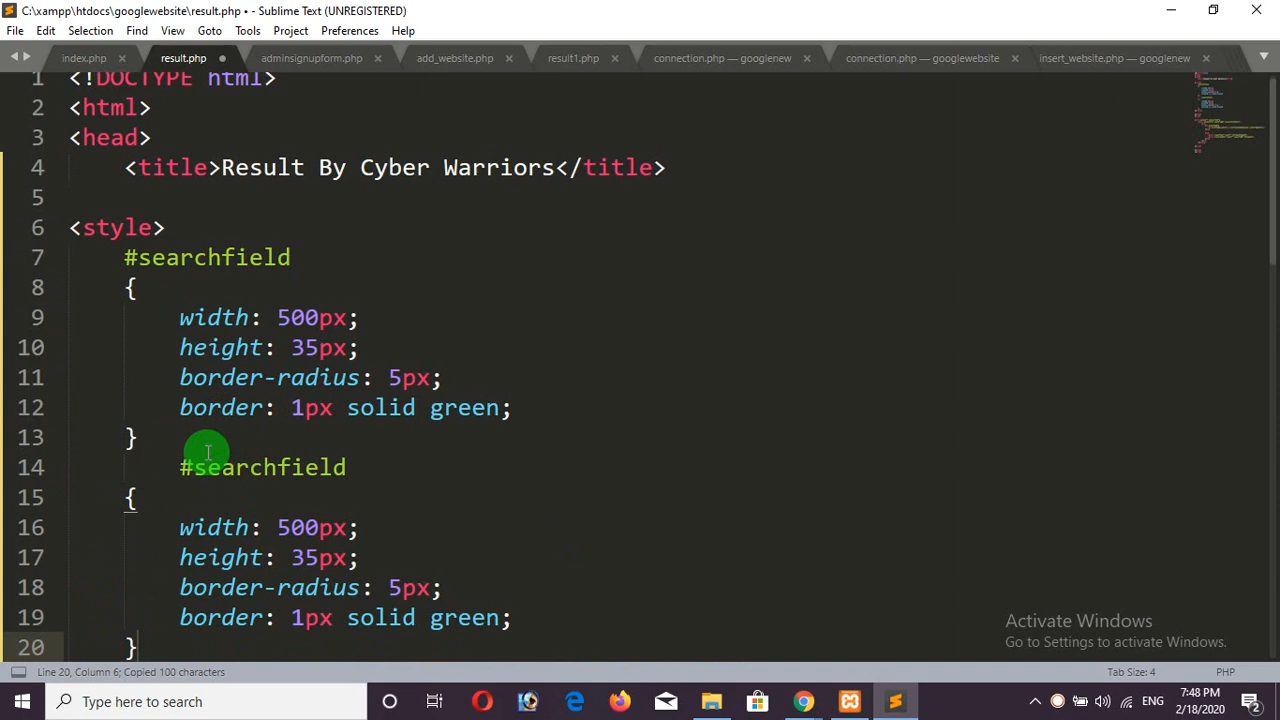 C:\xampp\htdocs\googlewebsite\result.php • - Sublime Text (UNREGISTERED)
File Edit Selection Find View Goto Tools Project Preferences Help
index.php result.php adminsignupform.php add_website.php result1.php connection.php — googlenew connection.php — googlewebsite insert_website.php — googlenew
1 <!DOCTYPE html>
2 <html>
3 <head>
4 <title>Result By Cyber Warriors</title>
5
6 <style>
7 #searchfield
8 {
9 width: 500px;
10 height: 35px;
11 border-radius: 5px;
12 border: 1px solid green;
13 }
14 #searchfield
15 {
16 width: 500px;
17 height: 35px;
18 border-radius: 5px;
19 border: 1px solid green;
20 }
Activate Windows
Go to Settings to activate Windows.
Line 20, Column 6; Copied 100 characters Tab Size: 4 PHP
Type here to search ENG 7:48 PM
2/18/2020 2